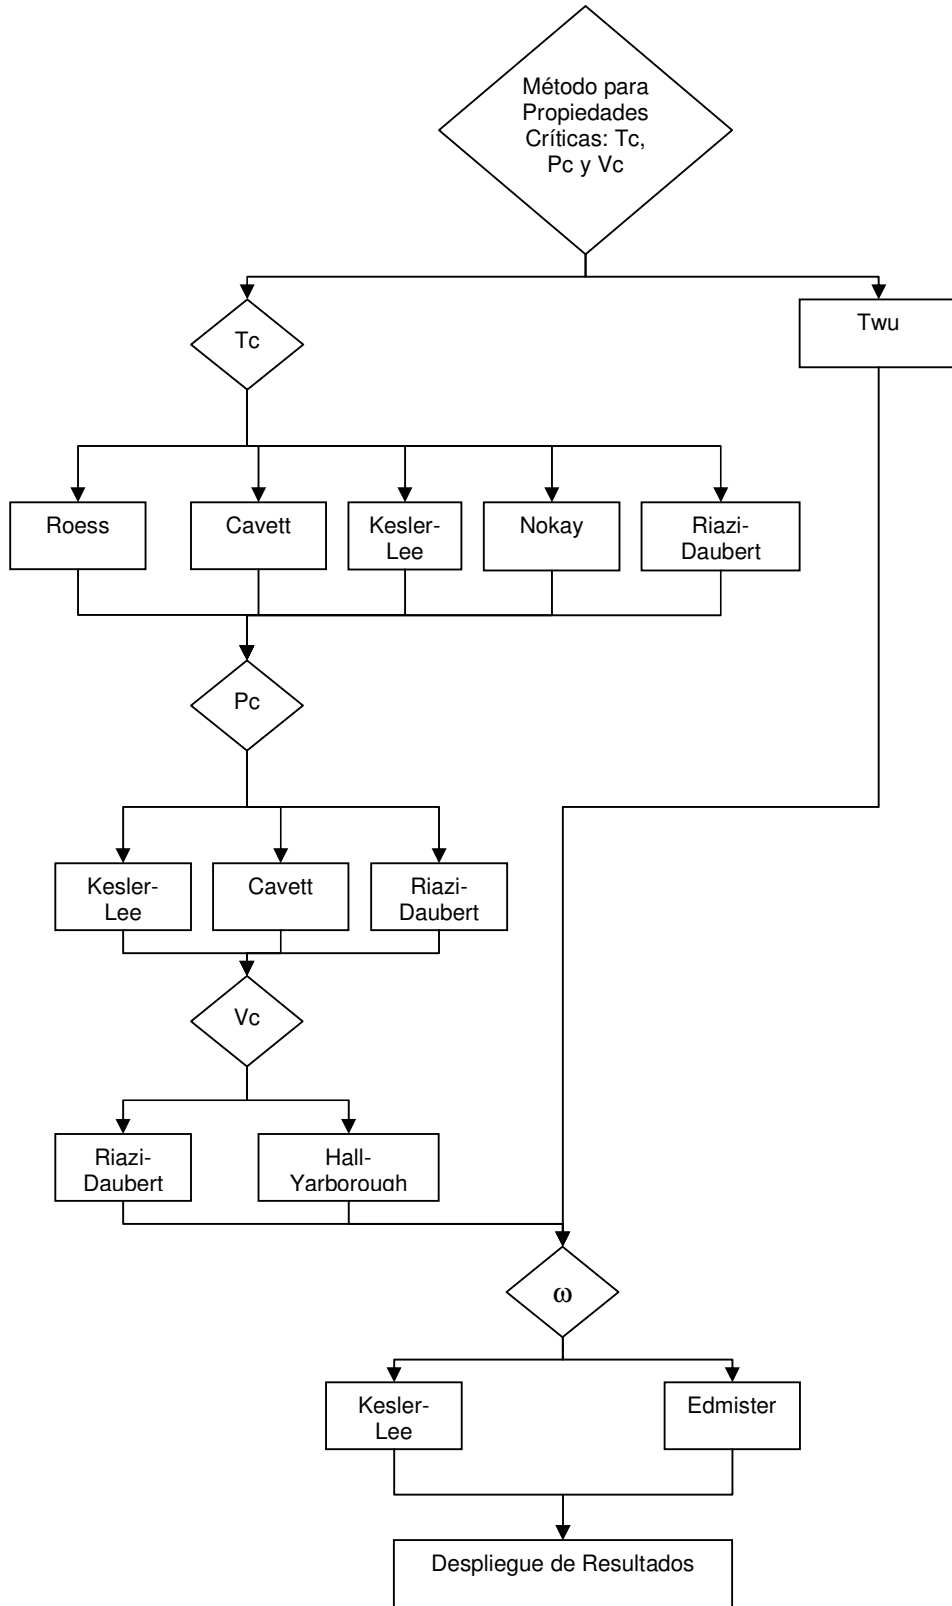 Método para
Propiedades
Críticas: Tc,
Pc y Vc
Tc
Twu
Roess
Cavett
Kesler-
Lee
Nokay
Riazi-
Daubert
Pc
Kesler-
Lee
Cavett
Riazi-
Daubert
Vc
Riazi-
Daubert
Hall-
Yarborough
ω
Kesler-
Lee
Edmister
Despliegue de Resultados